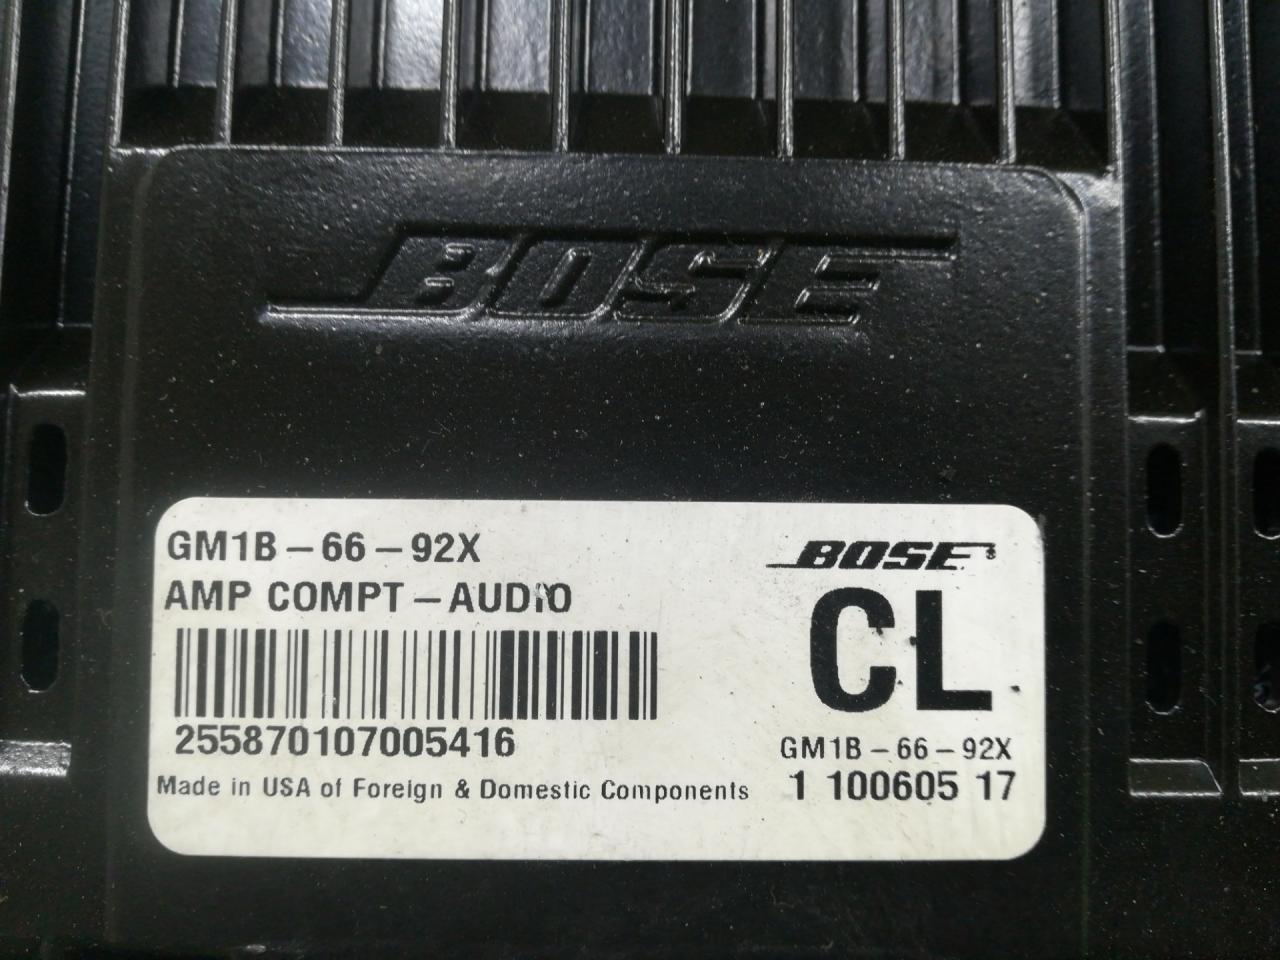 BOSE
GM1B-66-92X
AMP COMPT-AUDIO
255870107005416
Made in USA of Foreign & Domestic Components
BOSE®
CL
GM1B-66-92X
1 100605 17